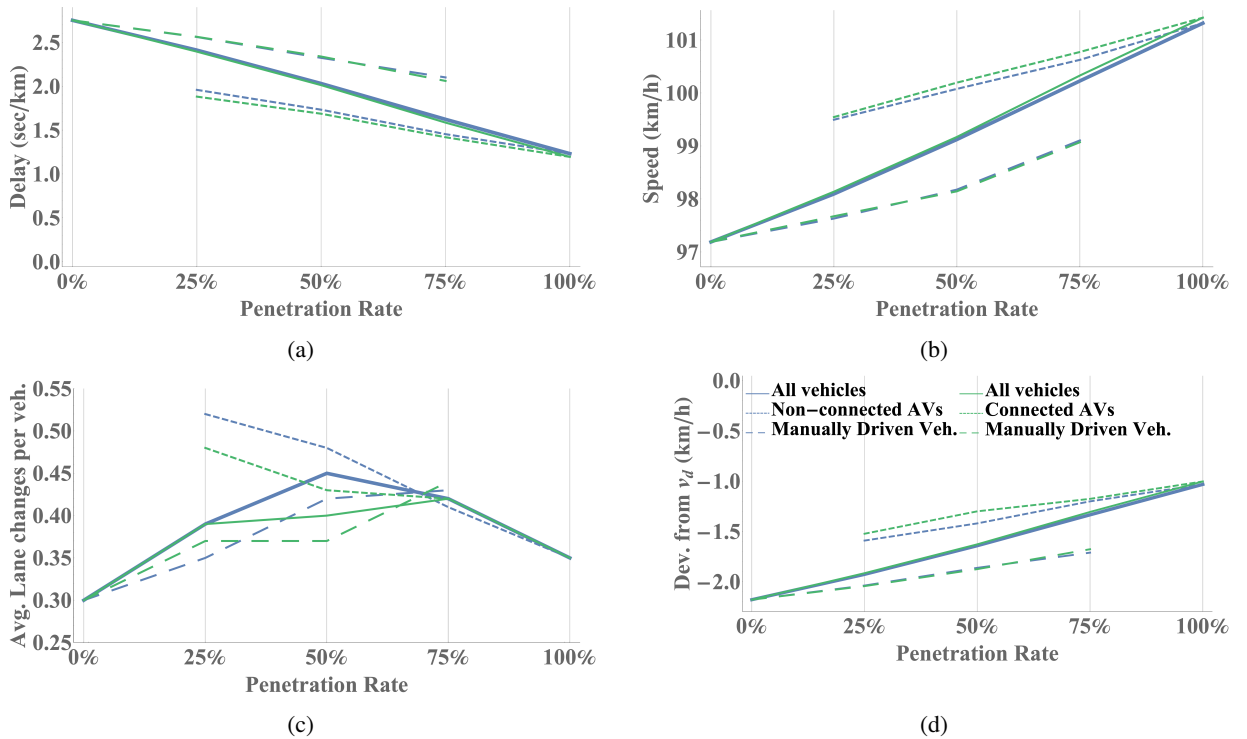 Delay (sec/km)
2.5
2.0
1.5
1.0
0.5
0.0
0% 25% 50% 75% 100%
Penetration Rate
(a)
Speed (km/h)
101
100
99
98
97
0% 25% 50% 75% 100%
Penetration Rate
(b)
Avg. Lane changes per veh.
0.55
0.50
0.45
0.40
0.35
0.30
0.25
0% 25% 50% 75% 100%
Penetration Rate
(c)
Dev. from v_d (km/h)
0.0
−0.5
−1.0
−1.5
−2.0
All vehicles All vehicles
Non−connected AVs Connected AVs
Manually Driven Veh. Manually Driven Veh.
0% 25% 50% 75% 100%
Penetration Rate
(d)